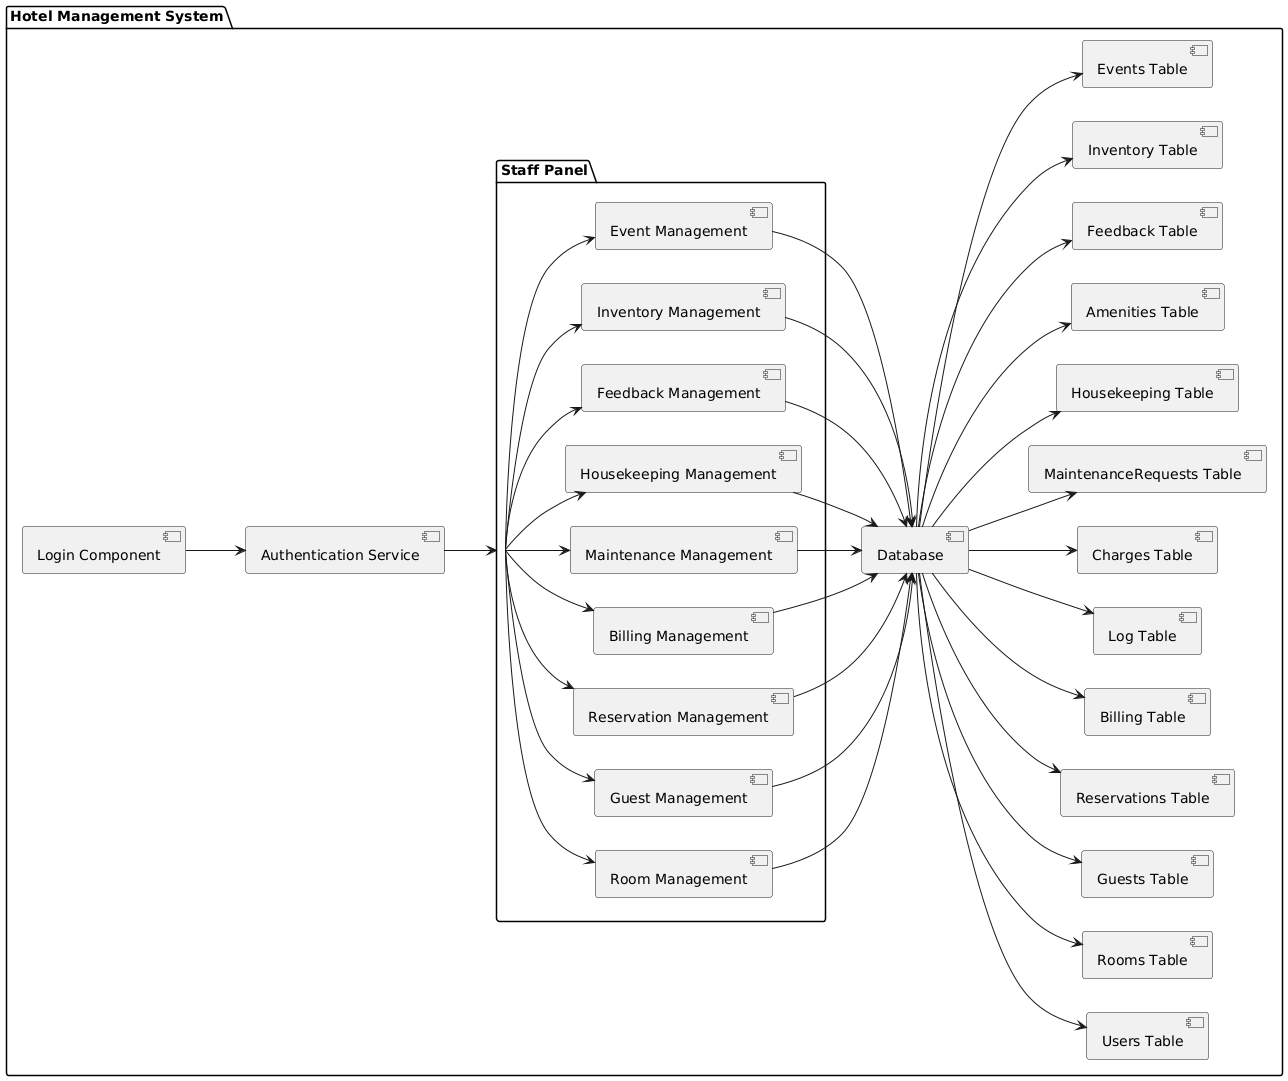 Hotel Management System
Login Component
Authentication Service
Staff Panel
Event Management
Inventory Management
Feedback Management
Housekeeping Management
Maintenance Management
Billing Management
Reservation Management
Guest Management
Room Management
Database
Events Table
Inventory Table
Feedback Table
Amenities Table
Housekeeping Table
MaintenanceRequests Table
Charges Table
Log Table
Billing Table
Reservations Table
Guests Table
Rooms Table
Users Table